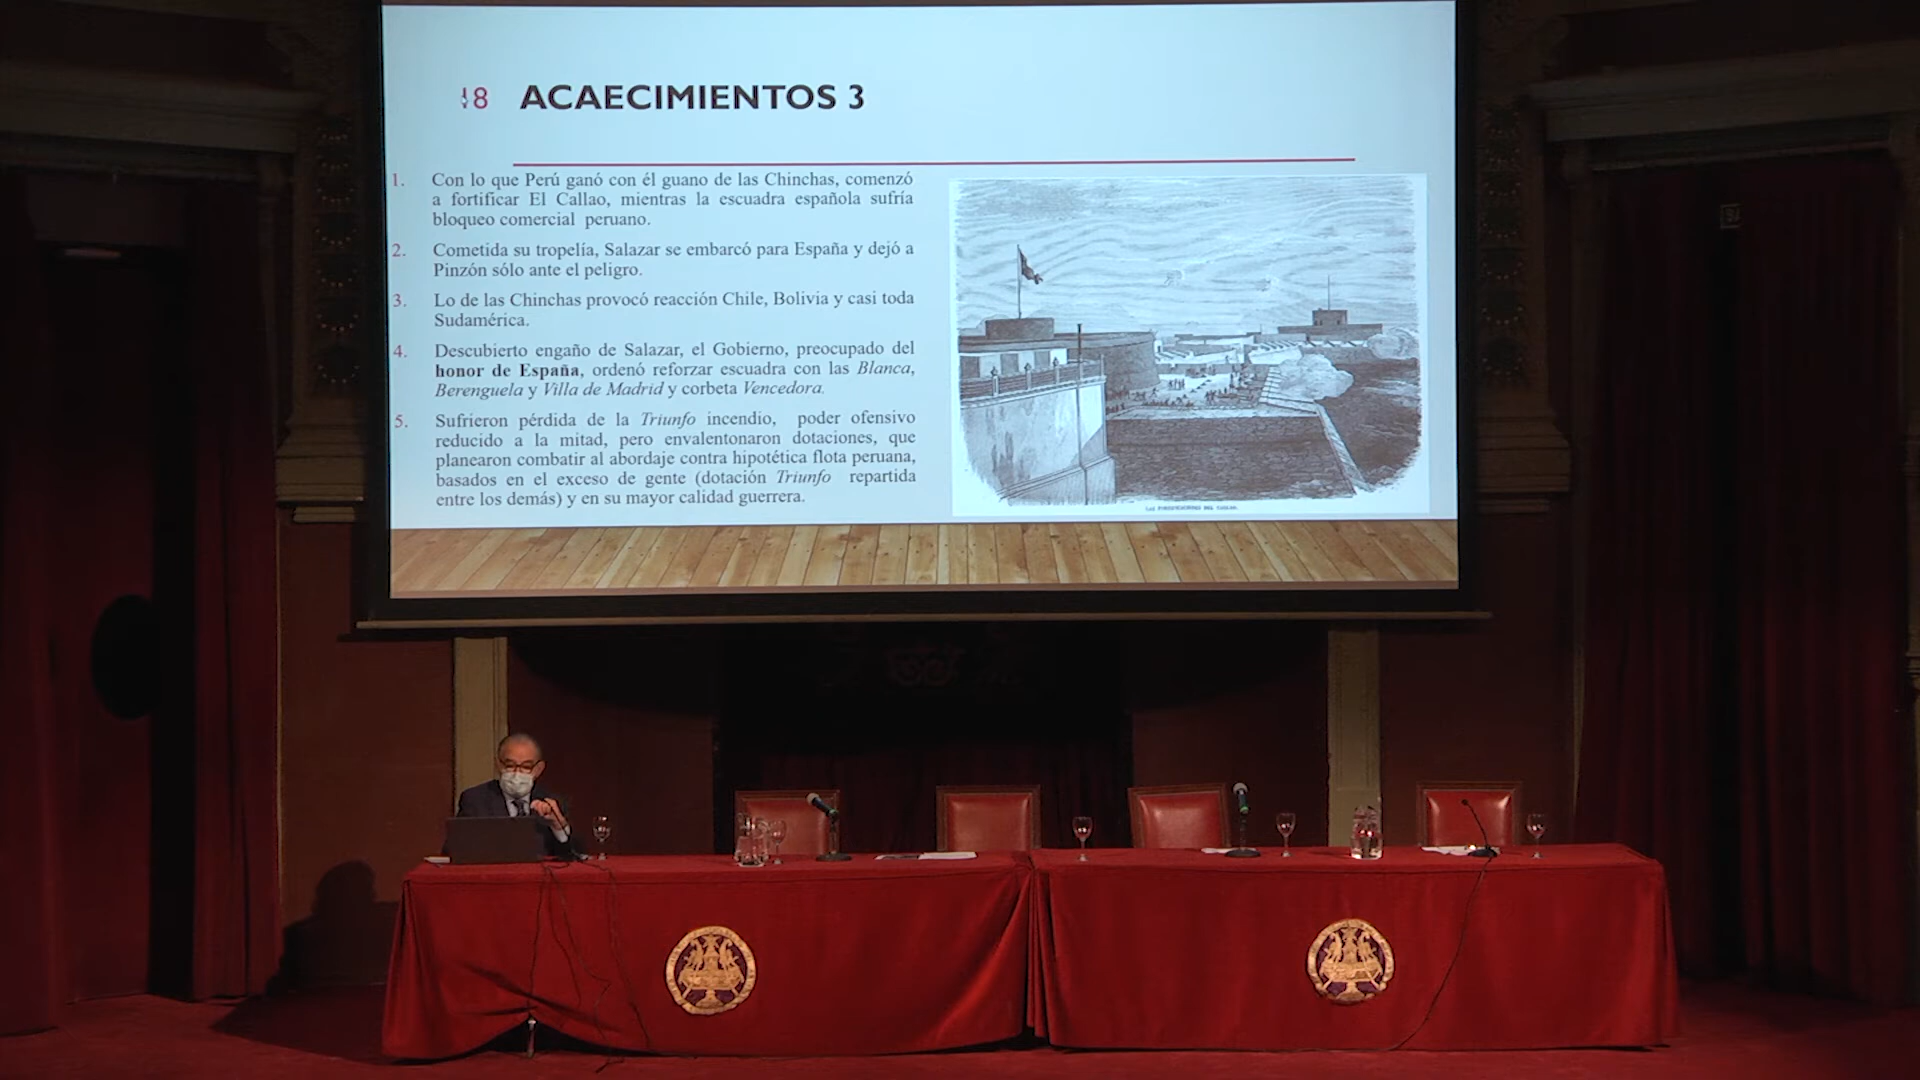 18 ACAECIMIENTOS 3
1. Con lo que Perú ganó con él guano de las Chinchas, comenzó
a fortificar El Callao, mientras la escuadra española sufría
bloqueo comercial peruano.
2. Cometida su tropelía, Salazar se embarcó para España y dejó a
Pinzón sólo ante el peligro.
3. Lo de las Chinchas provocó reacción Chile, Bolivia y casi toda
Sudamérica.
4. Descubierto engaño de Salazar, el Gobierno, preocupado del
honor de España, ordenó reforzar escuadra con las Blanca,
Berenguela y Villa de Madrid y corbeta Vencedora.
5. Sufrieron pérdida de la Triunfo incendio, poder ofensivo
reducido a la mitad, pero envalentonaron dotaciones, que
planearon combatir al abordaje contra hipotética flota peruana,
basados en el exceso de gente (dotación Triunfo repartida
entre los demás) y en su mayor calidad guerrera.
LAS FORTIFICACIONES DEL CALLAO.